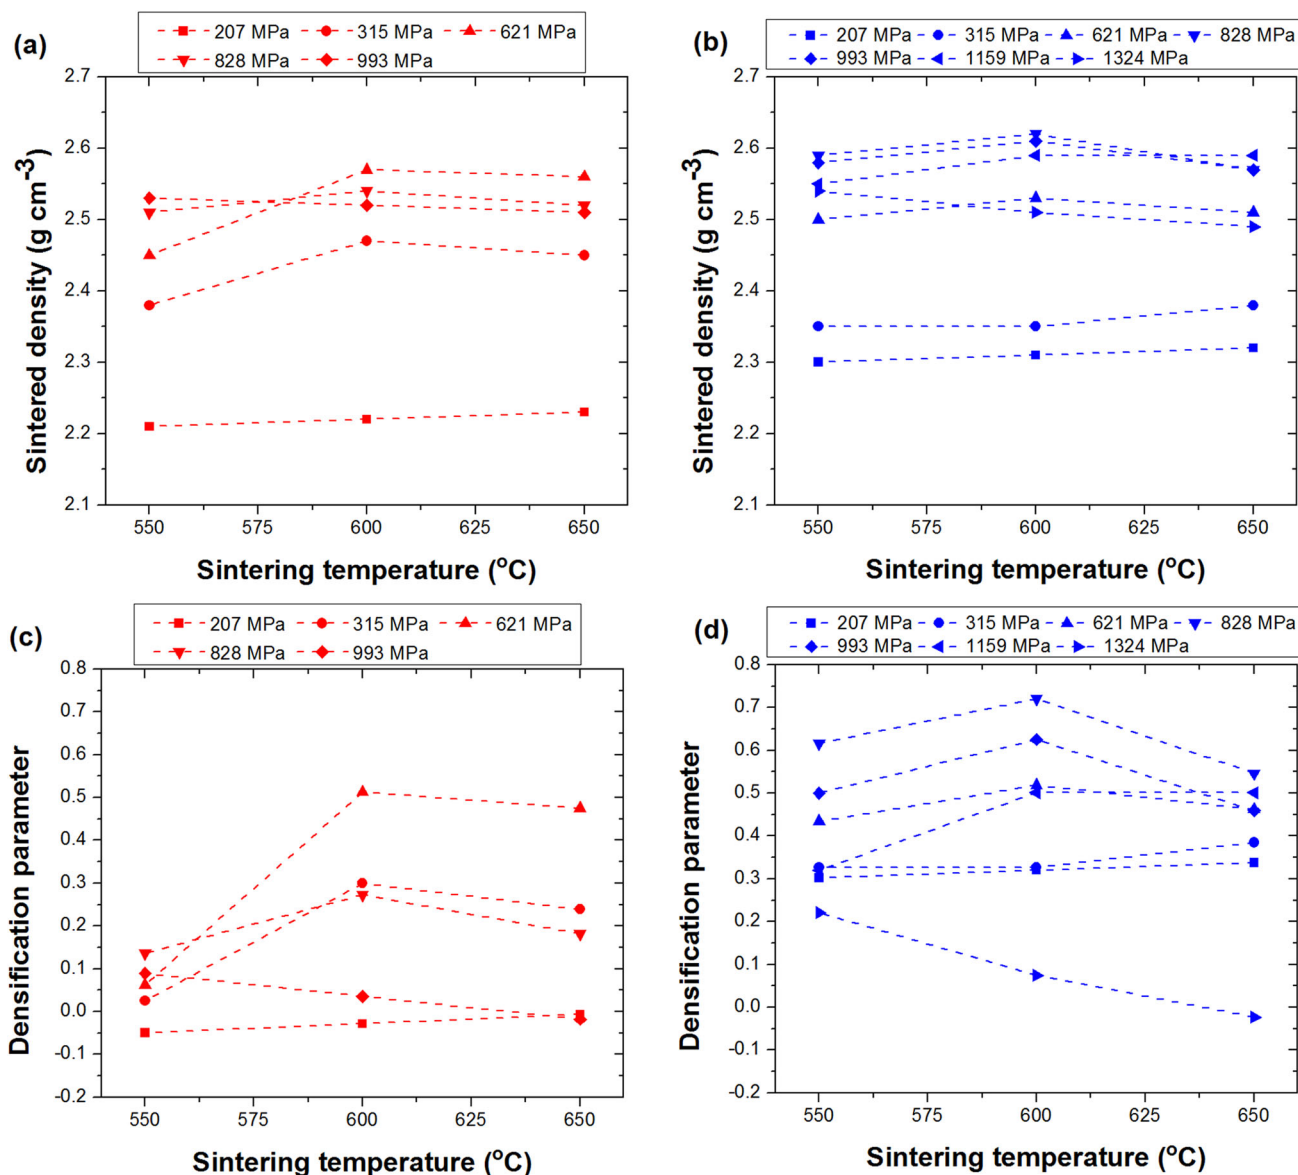 (a)
207 MPa 315 MPa 621 MPa
828 MPa 993 MPa
2.7
2.6
2.5
2.4
2.3
2.2
2.1
Sintered density (g cm-3)
550 575 600 625 650
Sintering temperature (oC)
(b)
207 MPa 315 MPa 621 MPa 828 MPa
993 MPa 1159 MPa 1324 MPa
2.7
2.6
2.5
2.4
2.3
2.2
2.1
Sintered density (g cm-3)
550 575 600 625 650
Sintering temperature (oC)
(c)
207 MPa 315 MPa 621 MPa
828 MPa 993 MPa
0.8
0.7
0.6
0.5
0.4
0.3
0.2
0.1
0.0
-0.1
-0.2
Densification parameter
550 575 600 625 650
Sintering temperature (oC)
(d)
207 MPa 315 MPa 621 MPa 828 MPa
993 MPa 1159 MPa 1324 MPa
0.8
0.7
0.6
0.5
0.4
0.3
0.2
0.1
0.0
-0.1
-0.2
Densification parameter
550 575 600 625 650
Sintering temperature (oC)